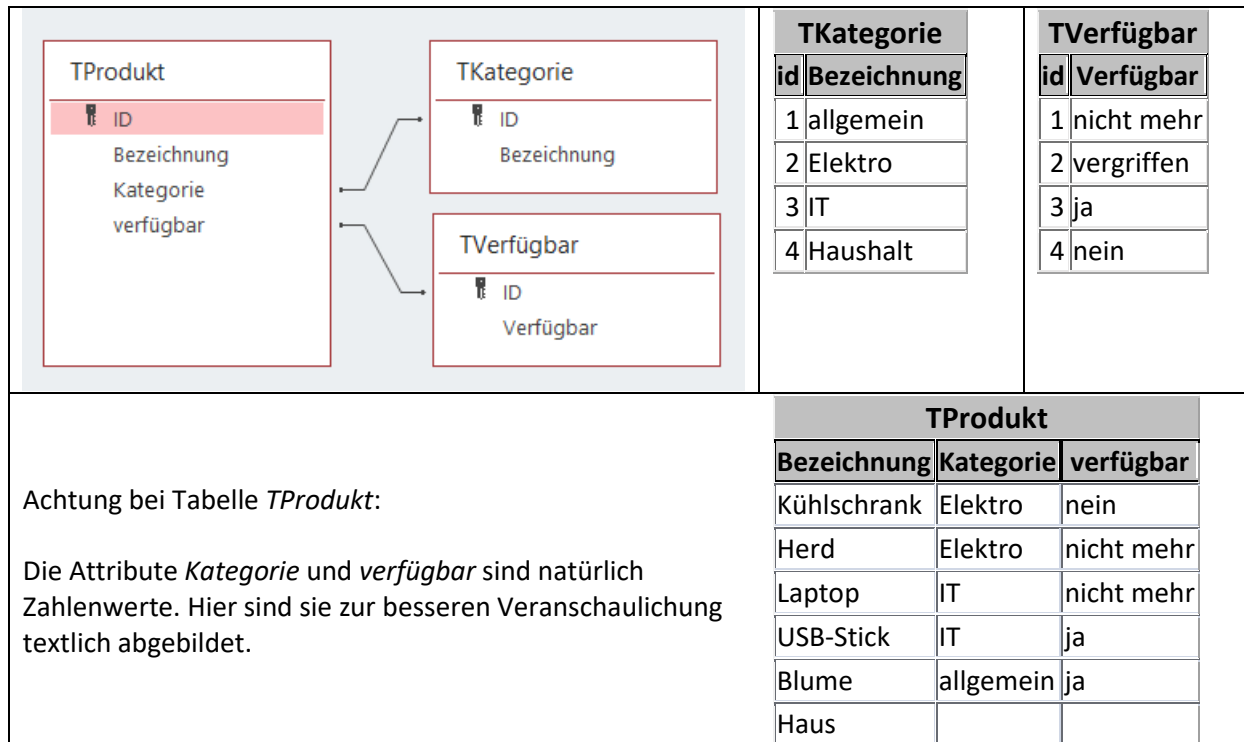 TProdukt
ID
Bezeichnung
Kategorie
verfügbar
TKategorie
ID
Bezeichnung
TVerfügbar
ID
Verfügbar
TKategorie
id Bezeichnung
1 allgemein
2 Elektro
3 IT
4 Haushalt
TVerfügbar
id Verfügbar
1 nicht mehr
2 vergriffen
3 ja
4 nein
Achtung bei Tabelle TProdukt:
Die Attribute Kategorie und verfügbar sind natürlich
Zahlenwerte. Hier sind sie zur besseren Veranschaulichung
textlich abgebildet.
TProdukt
Bezeichnung Kategorie verfügbar
Kühlschrank Elektro nein
Herd Elektro nicht mehr
Laptop IT nicht mehr
USB-Stick IT ja
Blume allgemein ja
Haus